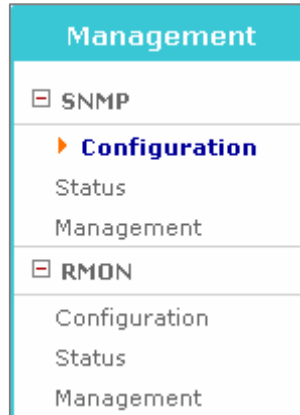 Management
SNMP
Configuration
Status
Management
RMON
Configuration
Status
Management